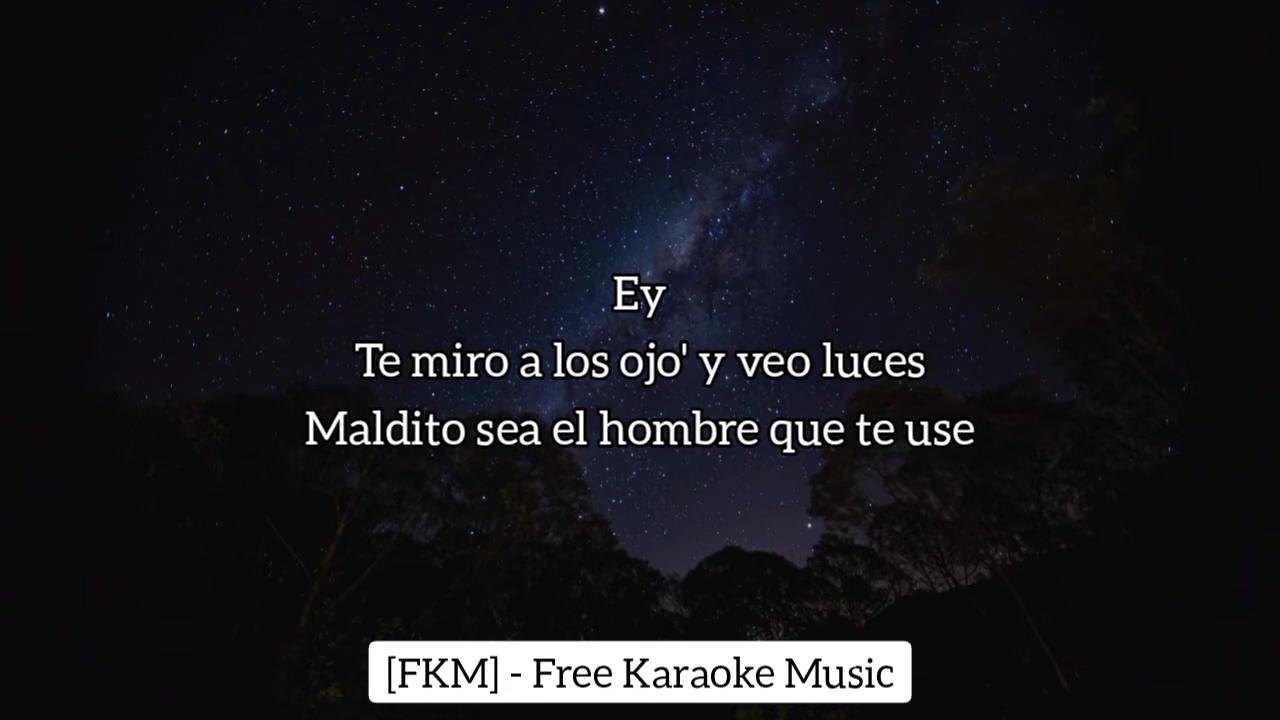 Ey
Te miro a los ojo' y veo luces
Maldito sea el hombre que te use
[FKM] - Free Karaoke Music